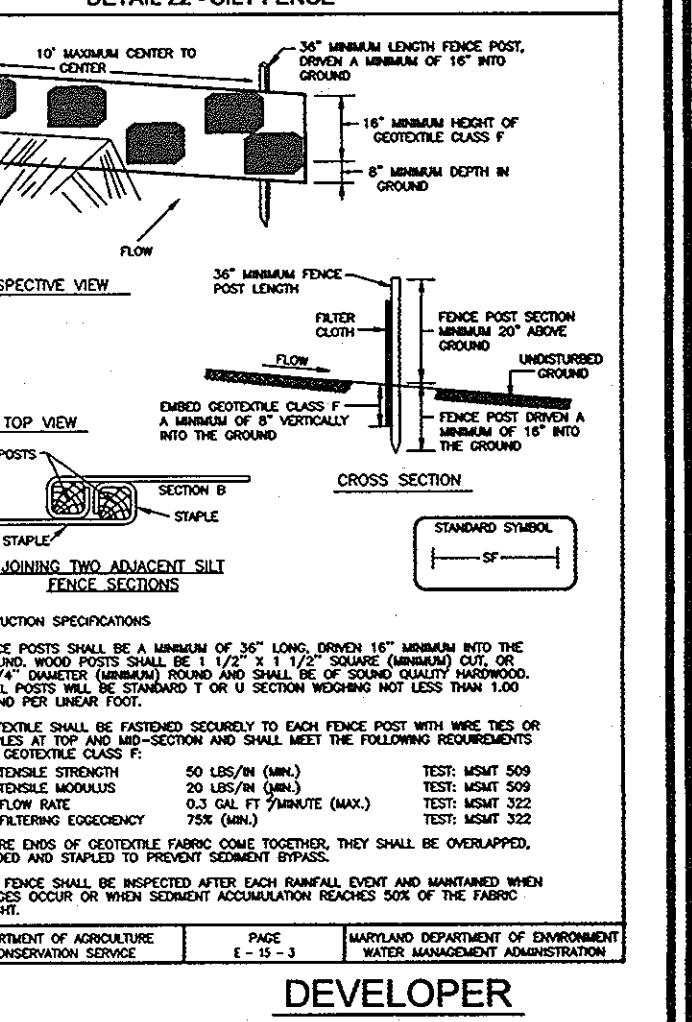 DETAIL 22 - SILT FENCE
10' MAXIMUM CENTER TO
CENTER
36" MINIMUM LENGTH FENCE POST,
DRIVEN A MINIMUM OF 16" INTO
GROUND
16" MINIMUM HEIGHT OF
GEOTEXTILE CLASS F
8" MINIMUM DEPTH IN
GROUND
FLOW
SPECTIVE VIEW
36" MINIMUM FENCE
POST LENGTH
FILTER
CLOTH
FENCE POST SECTION
MINIMUM 20" ABOVE
GROUND
UNDISTURBED
GROUND
FLOW
EMBED GEOTEXTILE CLASS F
A MINIMUM OF 8" VERTICALLY
INTO THE GROUND
FENCE POST DRIVEN A
MINIMUM OF 16" INTO
THE GROUND
TOP VIEW
POSTS
CROSS SECTION
SECTION B
STAPLE
STAPLE
STANDARD SYMBOL
SF
JOINING TWO ADJACENT SILT
FENCE SECTIONS
UCTION SPECIFICATIONS
CE POSTS SHALL BE A MINIMUM OF 36" LONG, DRIVEN 16" MINIMUM INTO THE
UND. WOOD POSTS SHALL BE 1 1/2" X 1 1/2" SQUARE (MINIMUM) CUT, OR
/4" DIAMETER (MINIMUM) ROUND AND SHALL BE OF SOUND QUALITY HARDWOOD.
L POSTS WILL BE STANDARD T OR U SECTION WEIGHING NOT LESS THAN 1.00
ND PER LINEAR FOOT.
TEXTILE SHALL BE FASTENED SECURELY TO EACH FENCE POST WITH WIRE TIES OR
PLES AT TOP AND MID-SECTION AND SHALL MEET THE FOLLOWING REQUIREMENTS
GEOTEXTILE CLASS F:
TENSILE STRENGTH 50 LBS/IN (MIN.) TEST: MSMT 509
TENSILE MODULUS 20 LBS/IN (MIN.) TEST: MSMT 509
FLOW RATE 0.3 GAL FT /MINUTE (MAX.) TEST: MSMT 322
FILTERING EGGECIENCY 75% (MIN.) TEST: MSMT 322
RE ENDS OF GEOTEXTILE FABRIC COME TOGETHER, THEY SHALL BE OVERLAPPED,
DED AND STAPLED TO PREVENT SEDIMENT BYPASS.
FENCE SHALL BE INSPECTED AFTER EACH RAINFALL EVENT AND MAINTAINED WHEN
GES OCCUR OR WHEN SEDIMENT ACCUMULATION REACHES 50% OF THE FABRIC
HT.
RTMENT OF AGRICULTURE
ONSERVATION SERVICE
PAGE
E - 15 - 3
MARYLAND DEPARTMENT OF ENVIRONMENT
WATER MANAGEMENT ADMINISTRATION
DEVELOPER